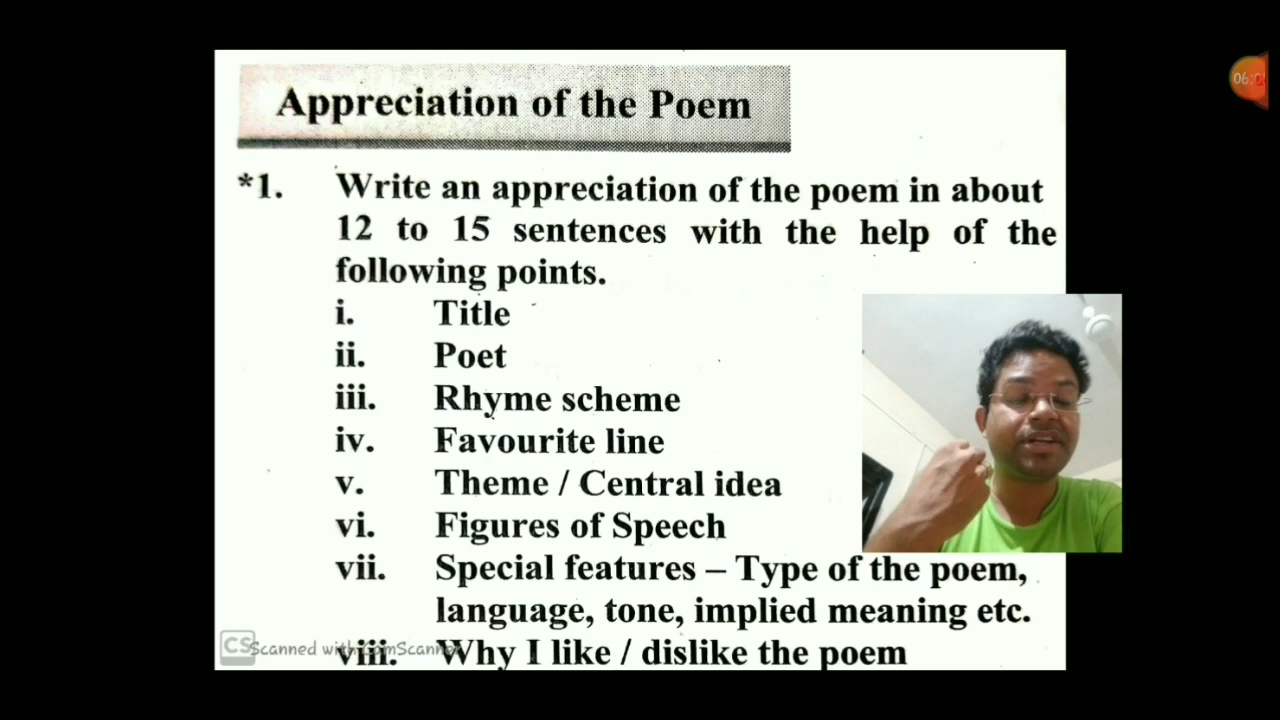 Appreciation of the Poem
*1. Write an appreciation of the poem in about
12 to 15 sentences with the help of the
following points.
i. Title
ii. Poet
iii. Rhyme scheme
iv. Favourite line
v. Theme / Central idea
vi. Figures of Speech
vii. Special features – Type of the poem,
language, tone, implied meaning etc.
viii. Why I like / dislike the poem
CS Scanned with CamScanner